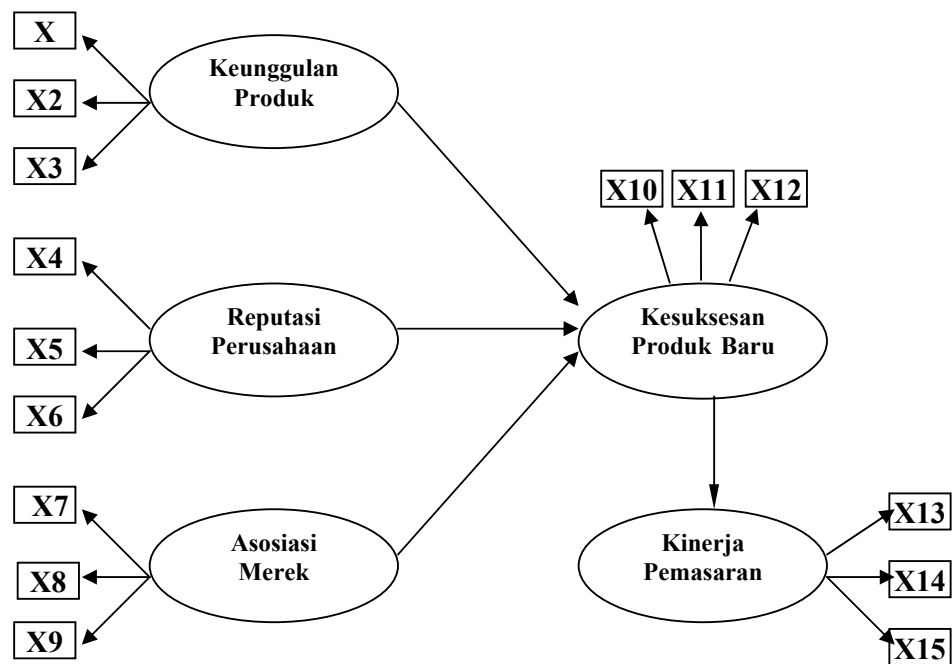 X
X2
X3
Keunggulan
Produk
X10
X11
X12
X4
X5
X6
Reputasi
Perusahaan
Kesuksesan
Produk Baru
X7
X8
X9
Asosiasi
Merek
Kinerja
Pemasaran
X13
X14
X15